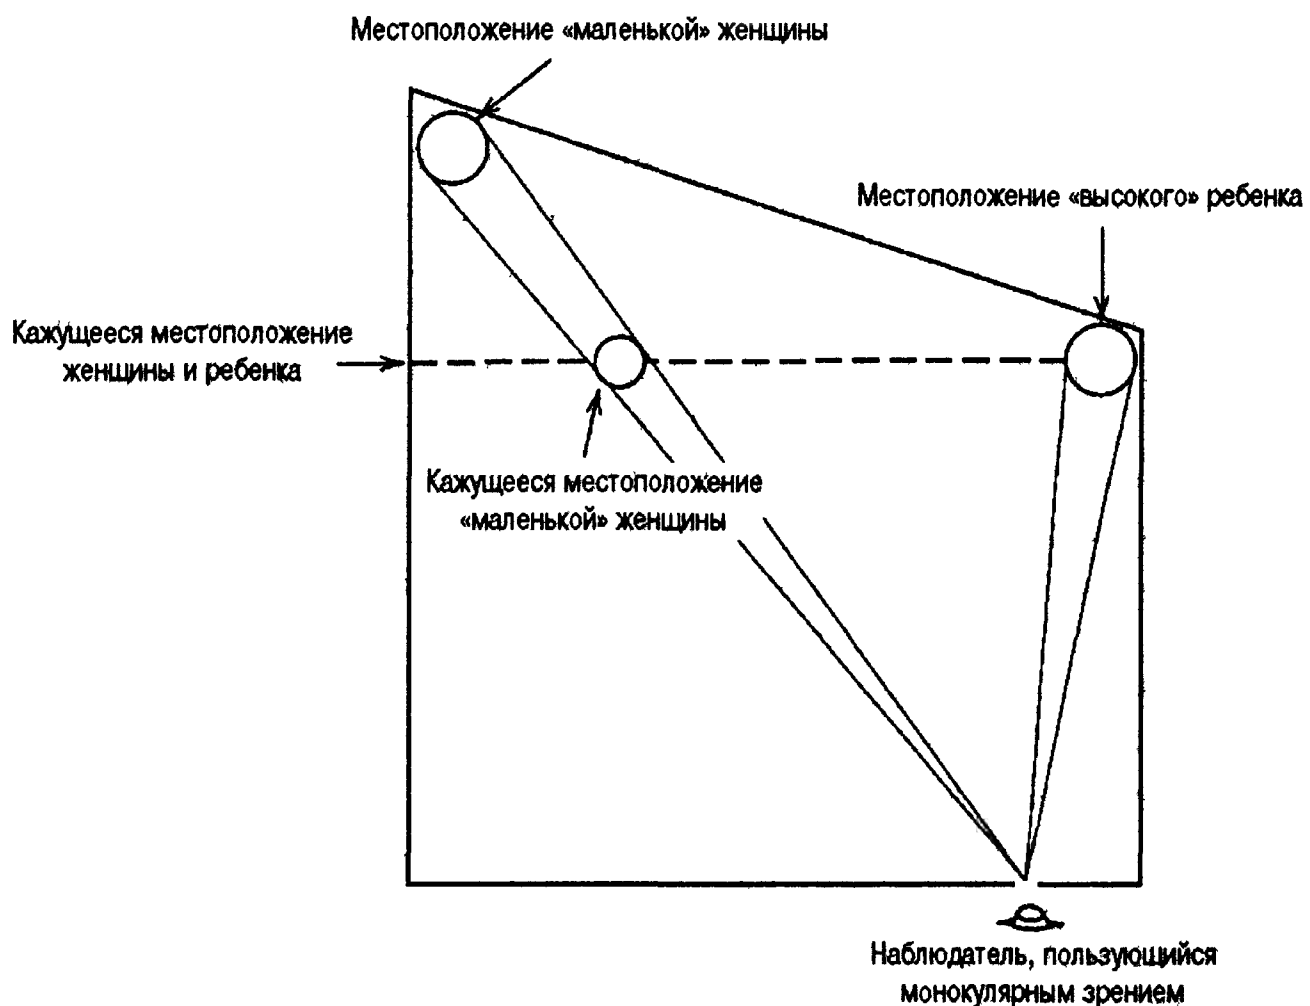 Местоположение «маленькой» женщины
Местоположение «высокого» ребенка
Кажущееся местоположение
женщины и ребенка
Кажущееся местоположение
«маленькой» женщины
Наблюдатель, пользующийся
монокулярным зрением